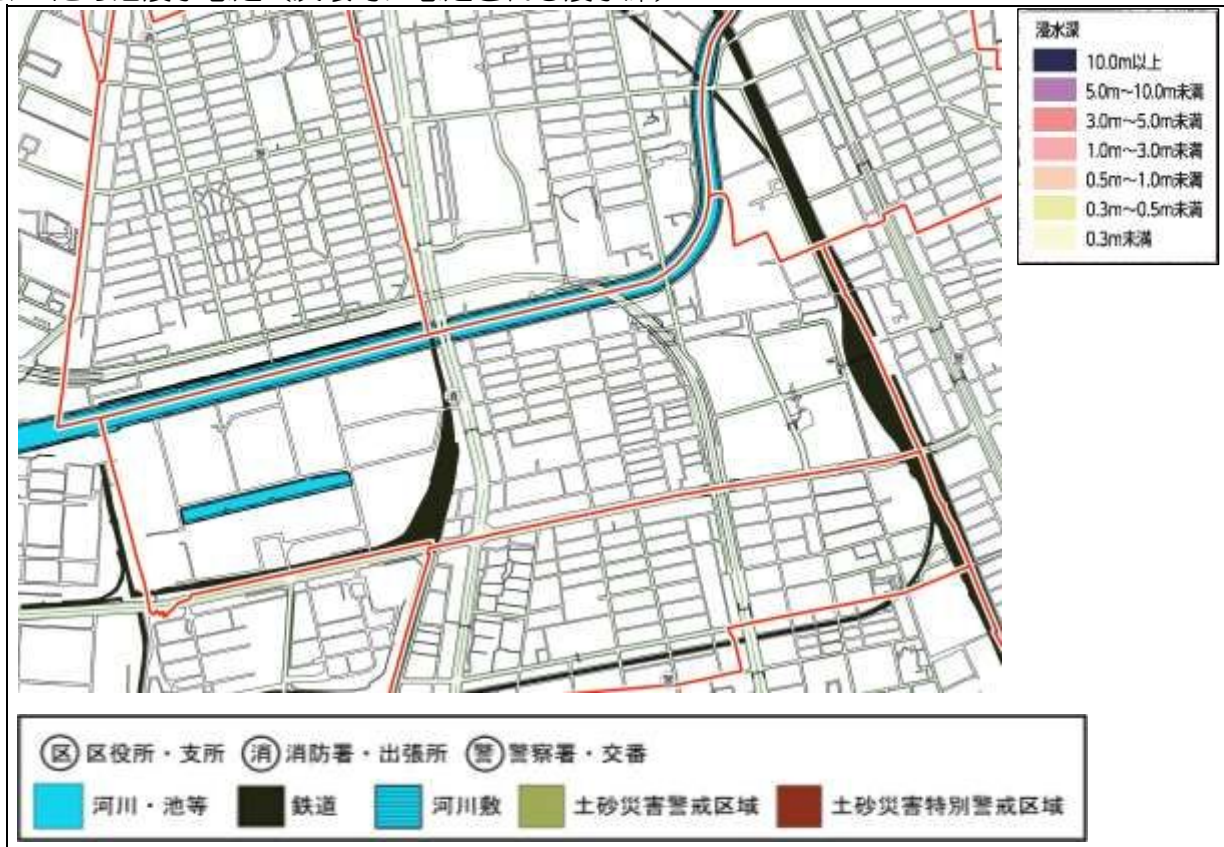 浸水深
10.0m以上
5.0m～10.0m未満
3.0m～5.0m未満
1.0m～3.0m未満
0.5m～1.0m未満
0.3m～0.5m未満
0.3m未満
区 区役所・支所 消 消防署・出張所 警 警察署・交番
河川・池等 鉄道 河川敷 土砂災害警戒区域 土砂災害特別警戒区域